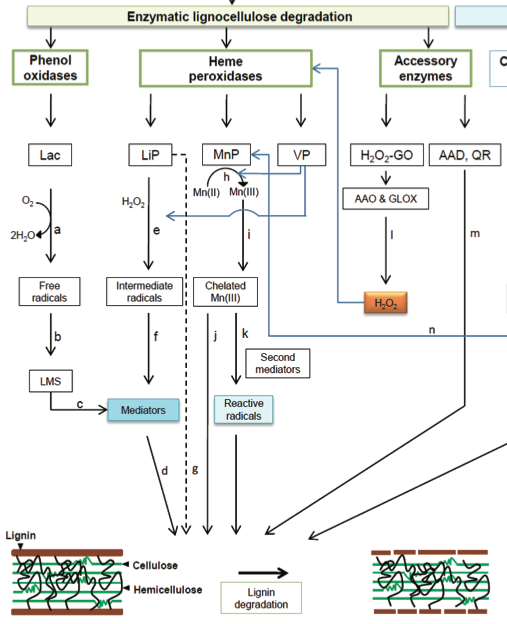 Enzymatic lignocellulose degradation
Phenol
oxidases
Heme
peroxidases
Accessory
enzymes
C
Lac
LiP
MnP
VP
H₂O₂-GO
AAD, QR
h
Mn(II)
Mn(III)
AAO & GLOX
O₂
2H₂O
a
H₂O₂
e
i
l
m
Free
radicals
Intermediate
radicals
Chelated
Mn(III)
H₂O₂
b
f
j
k
n
Second
mediators
LMS
c
Mediators
Reactive
radicals
d
g
Lignin
Cellulose
Hemicellulose
Lignin
degradation